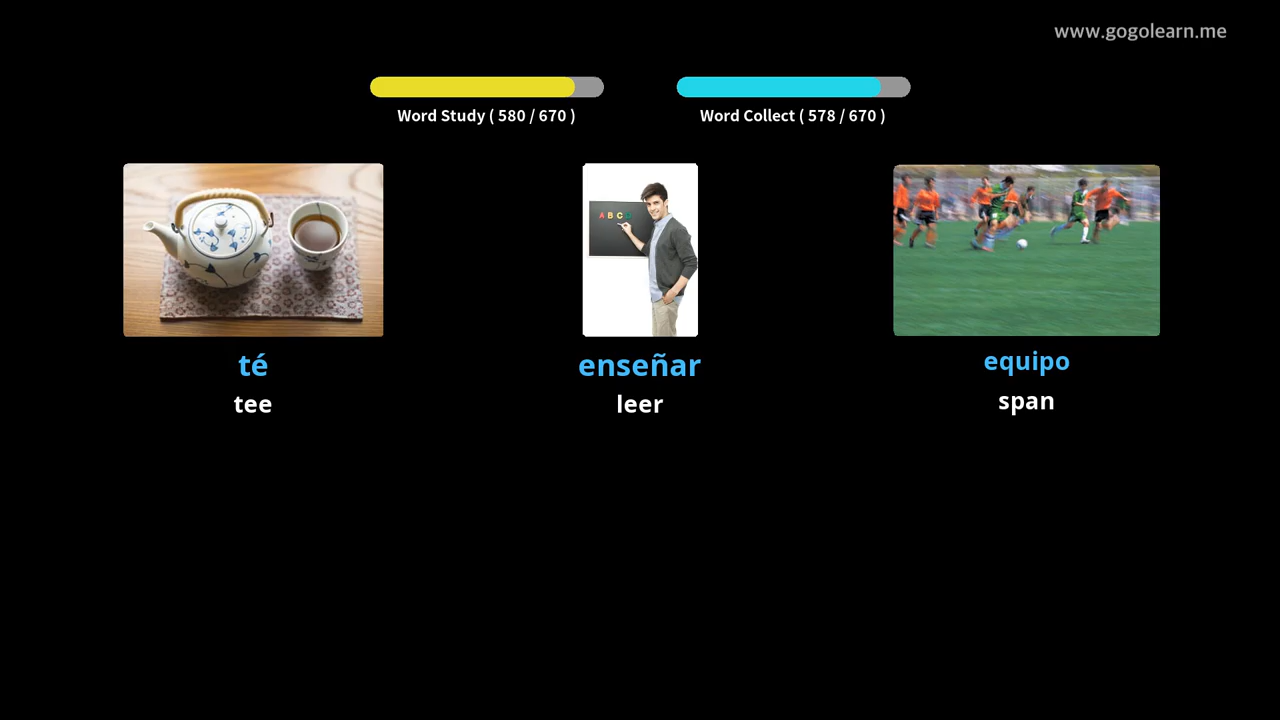 www.gogolearn.me
Word Study ( 580 / 670 )
Word Collect ( 578 / 670 )
A B C D
té
enseñar
equipo
tee
leer
span